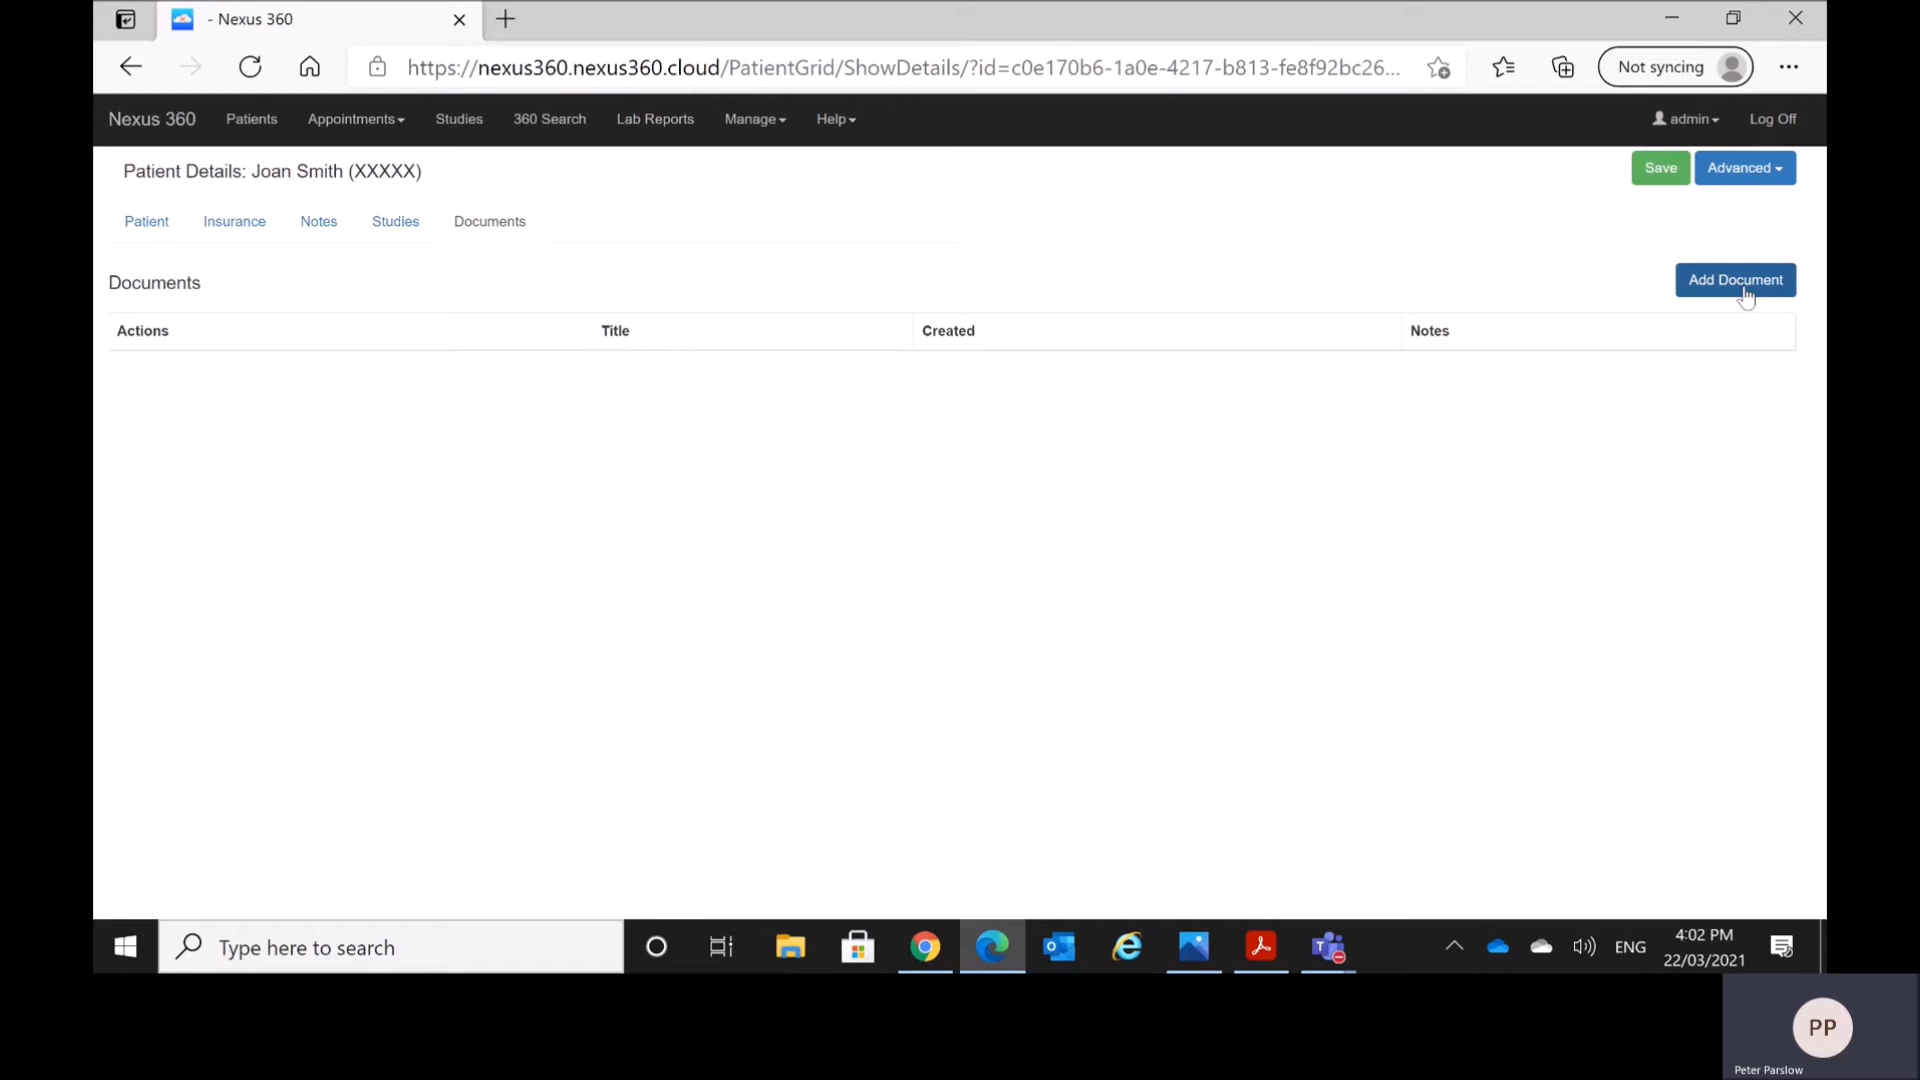 - Nexus 360
https://nexus360.nexus360.cloud/PatientGrid/ShowDetails/?id=c0e170b6-1a0e-4217-b813-fe8f92bc26...
Not syncing
Nexus 360 Patients Appointments Studies 360 Search Lab Reports Manage Help admin Log Off
Patient Details: Joan Smith (XXXXX) Save Advanced
Patient Insurance Notes Studies Documents
Documents Add Document
Actions Title Created Notes
Type here to search
ENG
4:02 PM
22/03/2021
PP
Peter Parslow